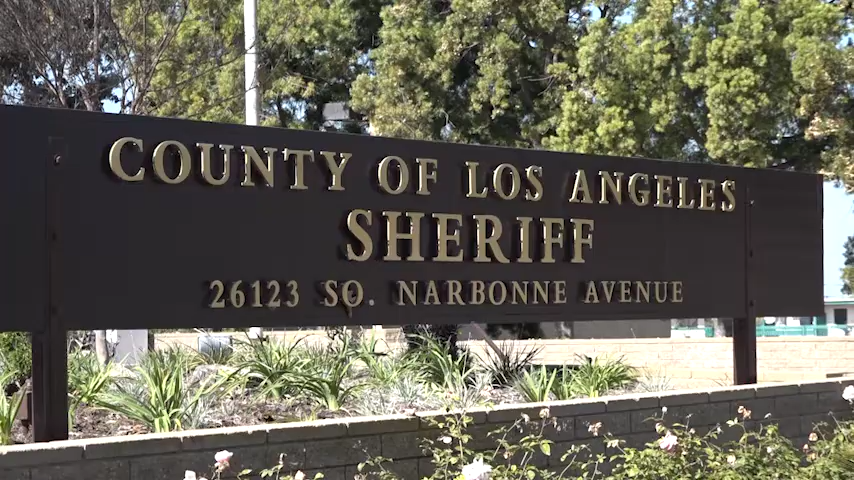 COUNTY OF LOS ANGELES
SHERIFF
26123 SO. NARBONNE AVENUE